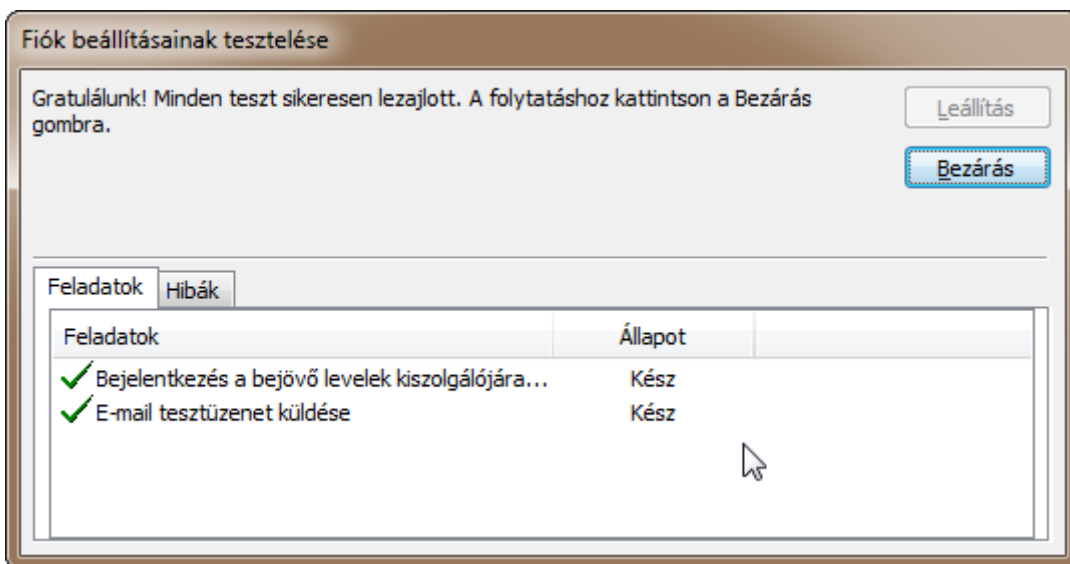 Fiók beállításainak tesztelése
Gratulálunk! Minden teszt sikeresen lezajlott. A folytatáshoz kattintson a Bezárás
gombra.
Leállítás
Bezárás
Feladatok Hibák
Feladatok Állapot
Bejelentkezés a bejövő levelek kiszolgálójára... Kész
E-mail tesztüzenet küldése Kész